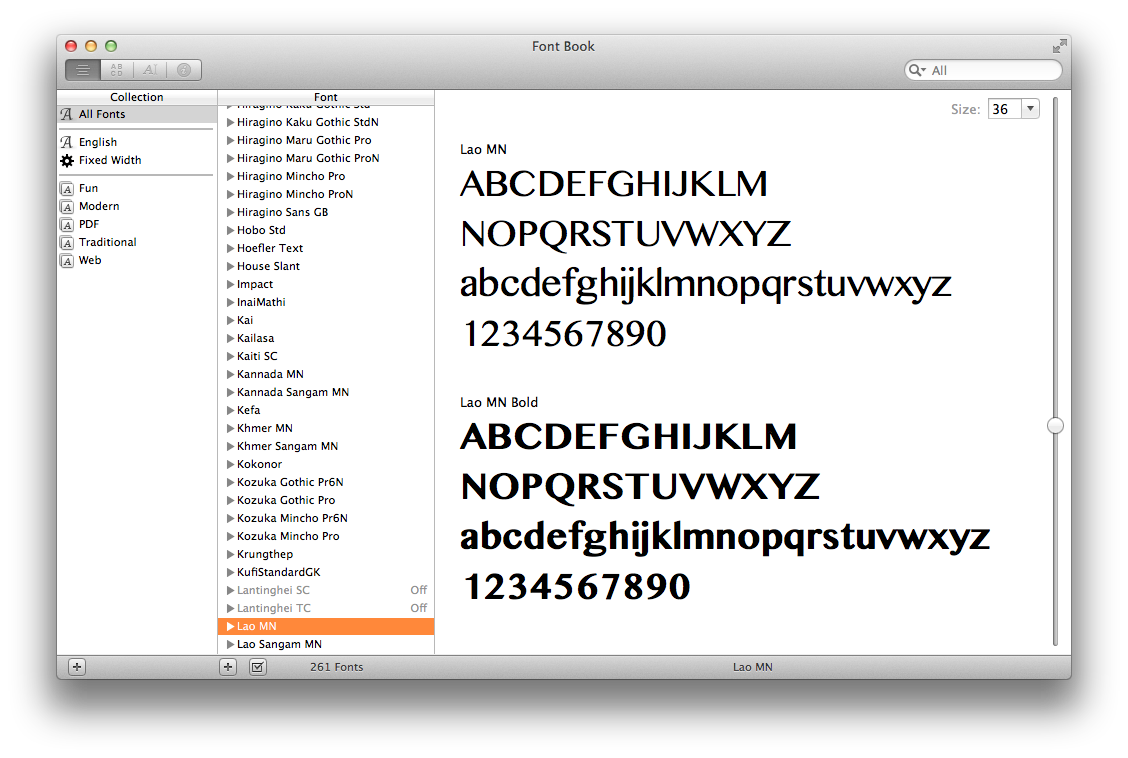 Font Book
ABCD
AI
i
All
Collection
A All Fonts
A English
Fixed Width
A Fun
A Modern
A PDF
A Traditional
A Web
Font
Hiragino Kaku Gothic Std
Hiragino Kaku Gothic StdN
Hiragino Maru Gothic Pro
Hiragino Maru Gothic ProN
Hiragino Mincho Pro
Hiragino Mincho ProN
Hiragino Sans GB
Hobo Std
Hoefler Text
House Slant
Impact
InaiMathi
Kai
Kailasa
Kaiti SC
Kannada MN
Kannada Sangam MN
Kefa
Khmer MN
Khmer Sangam MN
Kokonor
Kozuka Gothic Pr6N
Kozuka Gothic Pro
Kozuka Mincho Pr6N
Kozuka Mincho Pro
Krungthep
KufiStandardGK
Lantinghei SC Off
Lantinghei TC Off
Lao MN
Lao Sangam MN
Size: 36
Lao MN
ABCDEFGHIJKLM
NOPQRSTUVWXYZ
abcdefghijklmnopqrstuvwxyz
1234567890
Lao MN Bold
ABCDEFGHIJKLM
NOPQRSTUVWXYZ
abcdefghijklmnopqrstuvwxyz
1234567890
261 Fonts
Lao MN